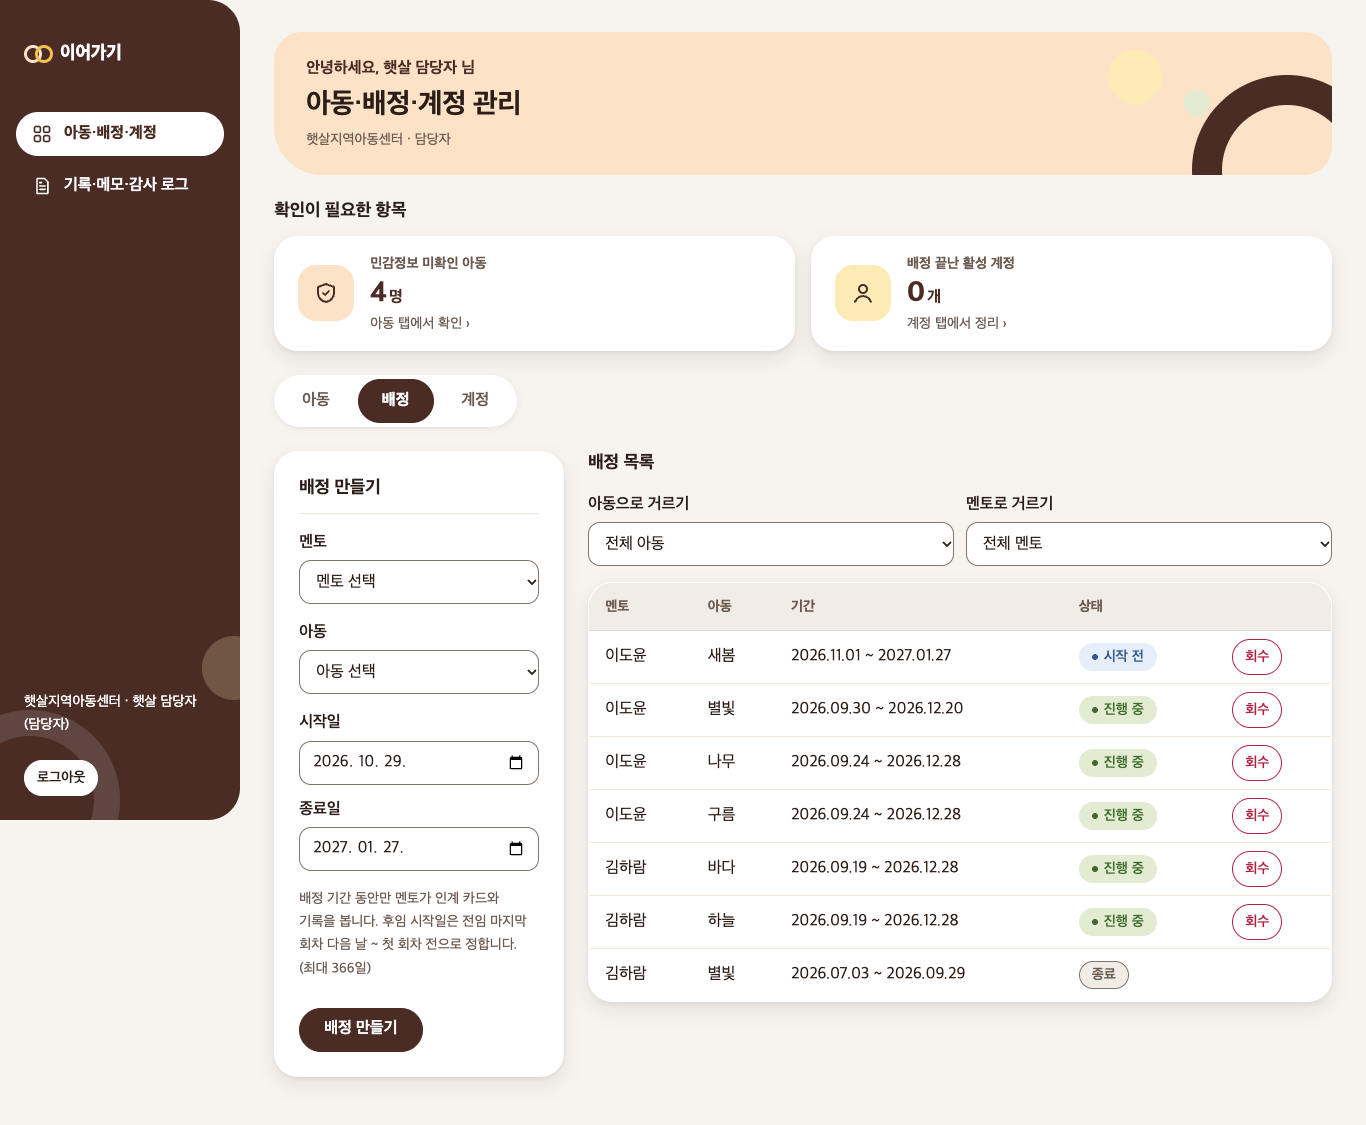 이어가기
아동·배정·계정
기록·메모·감사 로그
햇살지역아동센터 · 햇살 담당자
(담당자)
로그아웃
안녕하세요, 햇살 담당자 님
아동·배정·계정 관리
햇살지역아동센터 · 담당자
확인이 필요한 항목
민감정보 미확인 아동
4명
아동 탭에서 확인 ›
배정 끝난 활성 계정
0개
계정 탭에서 정리 ›
아동 배정 계정
배정 만들기
멘토
멘토 선택
아동
아동 선택
시작일
2026. 10. 29.
종료일
2027. 01. 27.
배정 기간 동안만 멘토가 인계 카드와
기록을 봅니다. 후임 시작일은 전임 마지막
회차 다음 날 ~ 첫 회차 전으로 정합니다.
(최대 366일)
배정 만들기
배정 목록
아동으로 거르기 멘토로 거르기
전체 아동 전체 멘토
멘토 아동 기간 상태
이도윤 새봄 2026.11.01 ~ 2027.01.27 시작 전 회수
이도윤 별빛 2026.09.30 ~ 2026.12.20 진행 중 회수
이도윤 나무 2026.09.24 ~ 2026.12.28 진행 중 회수
이도윤 구름 2026.09.24 ~ 2026.12.28 진행 중 회수
김하람 바다 2026.09.19 ~ 2026.12.28 진행 중 회수
김하람 하늘 2026.09.19 ~ 2026.12.28 진행 중 회수
김하람 별빛 2026.07.03 ~ 2026.09.29 종료